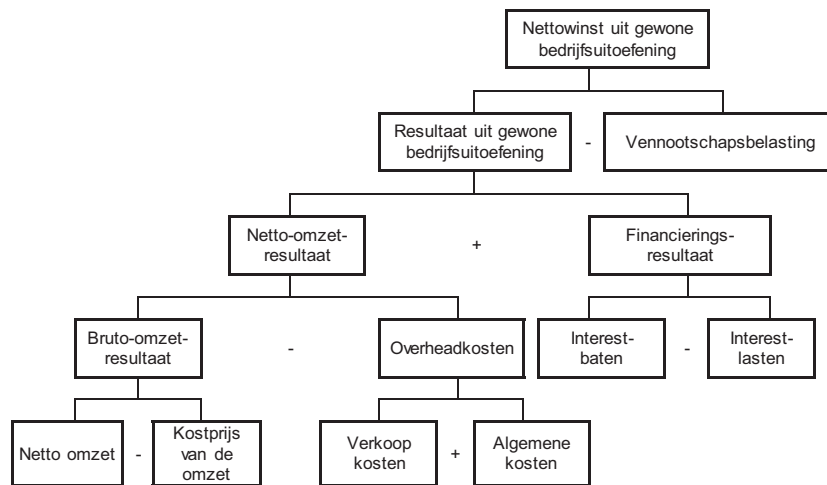 Nettowinst uit gewone
bedrijfsuitoefening
Resultaat uit gewone
bedrijfsuitoefening
-
Vennootschapsbelasting
Netto-omzet-
resultaat
+
Financierings-
resultaat
Bruto-omzet-
resultaat
-
Overheadkosten
Interest-
baten
-
Interest-
lasten
Netto omzet
-
Kostprijs
van de
omzet
Verkoop
kosten
+
Algemene
kosten